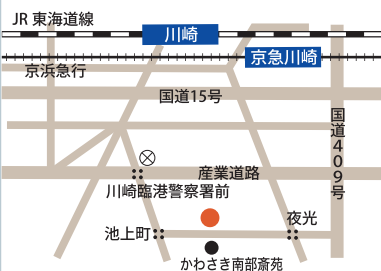 JR 東海道線
川崎
京急川崎
京浜急行
国道15号
国道409号
産業道路
川崎臨港警察署前
池上町
夜光
かわさき南部斎苑